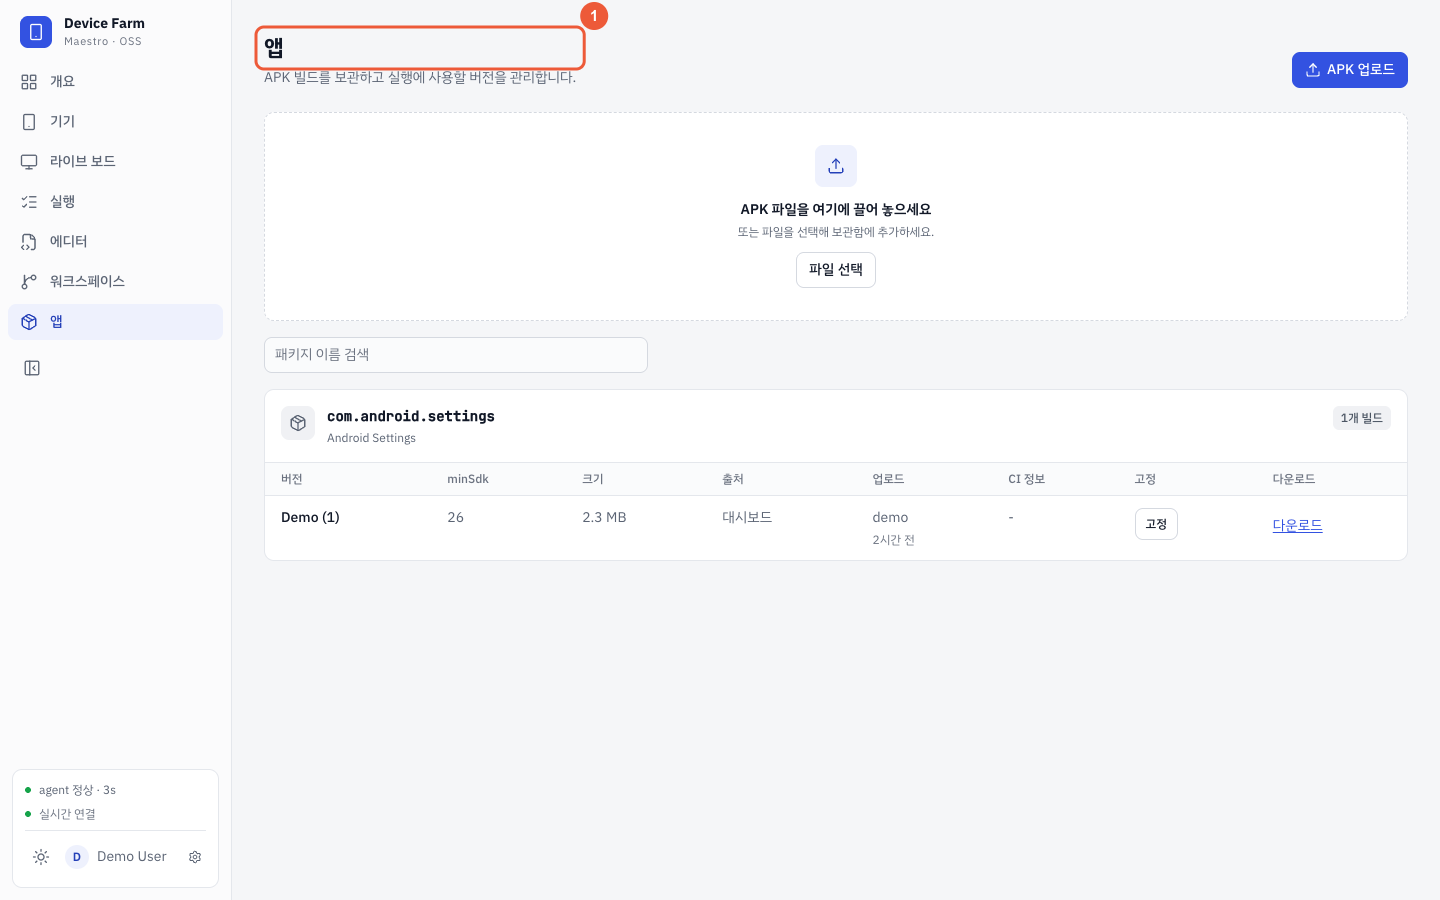 Device Farm
Maestro · OSS
개요
기기
라이브 보드
실행
에디터
워크스페이스
앱
agent 정상 · 3s
실시간 연결
D Demo User
1
앱
APK 빌드를 보관하고 실행에 사용할 버전을 관리합니다.
APK 업로드
APK 파일을 여기에 끌어 놓으세요
또는 파일을 선택해 보관함에 추가하세요.
파일 선택
패키지 이름 검색
com.android.settings
Android Settings
1개 빌드
버전 minSdk 크기 출처 업로드 CI 정보 고정 다운로드
Demo (1) 26 2.3 MB 대시보드 demo - 고정 다운로드
2시간 전